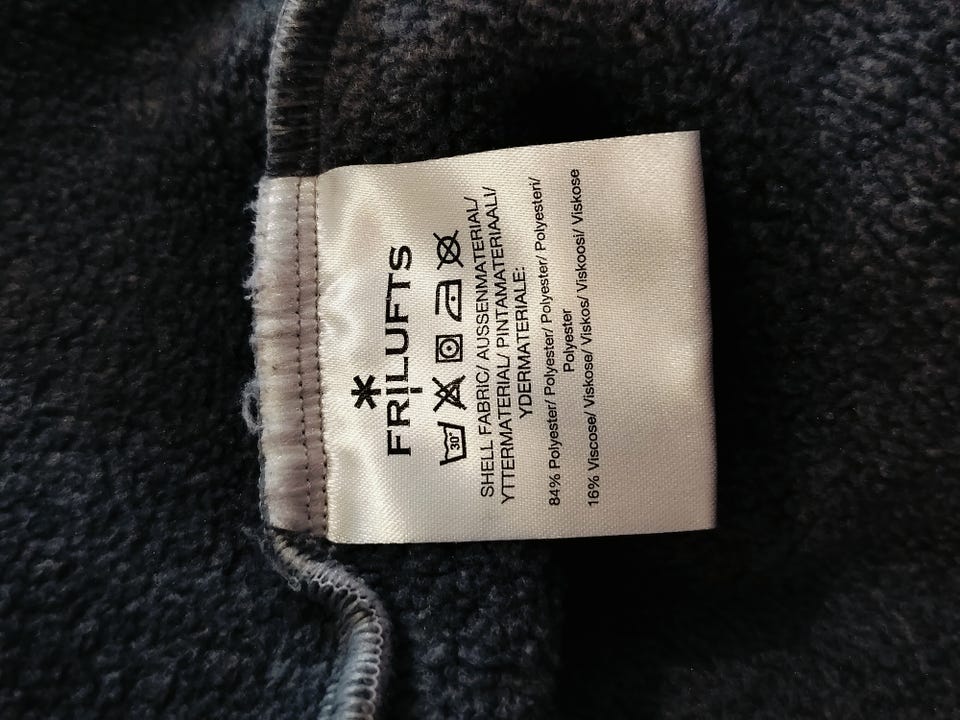 FRILUFTS
30°
SHELL FABRIC/ AUSSENMATERIAL/
YTTERMATERIAL/ PINTAMATERIAALI/
YDERMATERIALE:
84% Polyester/ Polyester/ Polyester/ Polyesteri/
Polyester
16% Viscose/ Viskose/ Viskos/ Viskoosi/ Viskose